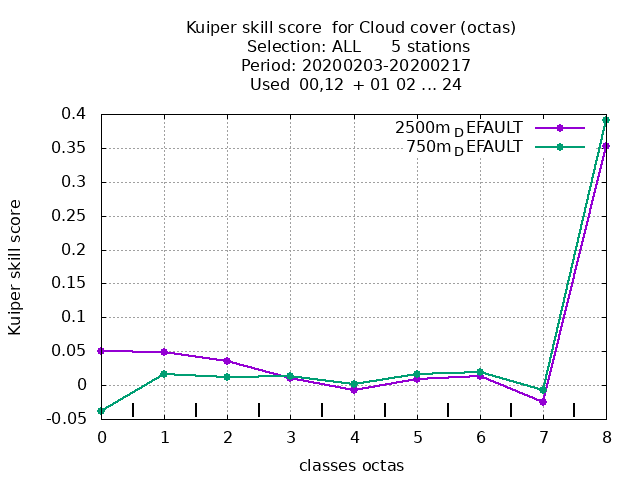 Kuiper skill score  for Cloud cover (octas)
Selection: ALL      5 stations
Period: 20200203-20200217
Used  00,12  + 01 02 ... 24
2500m_DEFAULT
750m_DEFAULT
0.4
0.35
0.3
0.25
0.2
0.15
0.1
0.05
0
-0.05
Kuiper skill score
0 1 2 3 4 5 6 7 8
classes octas